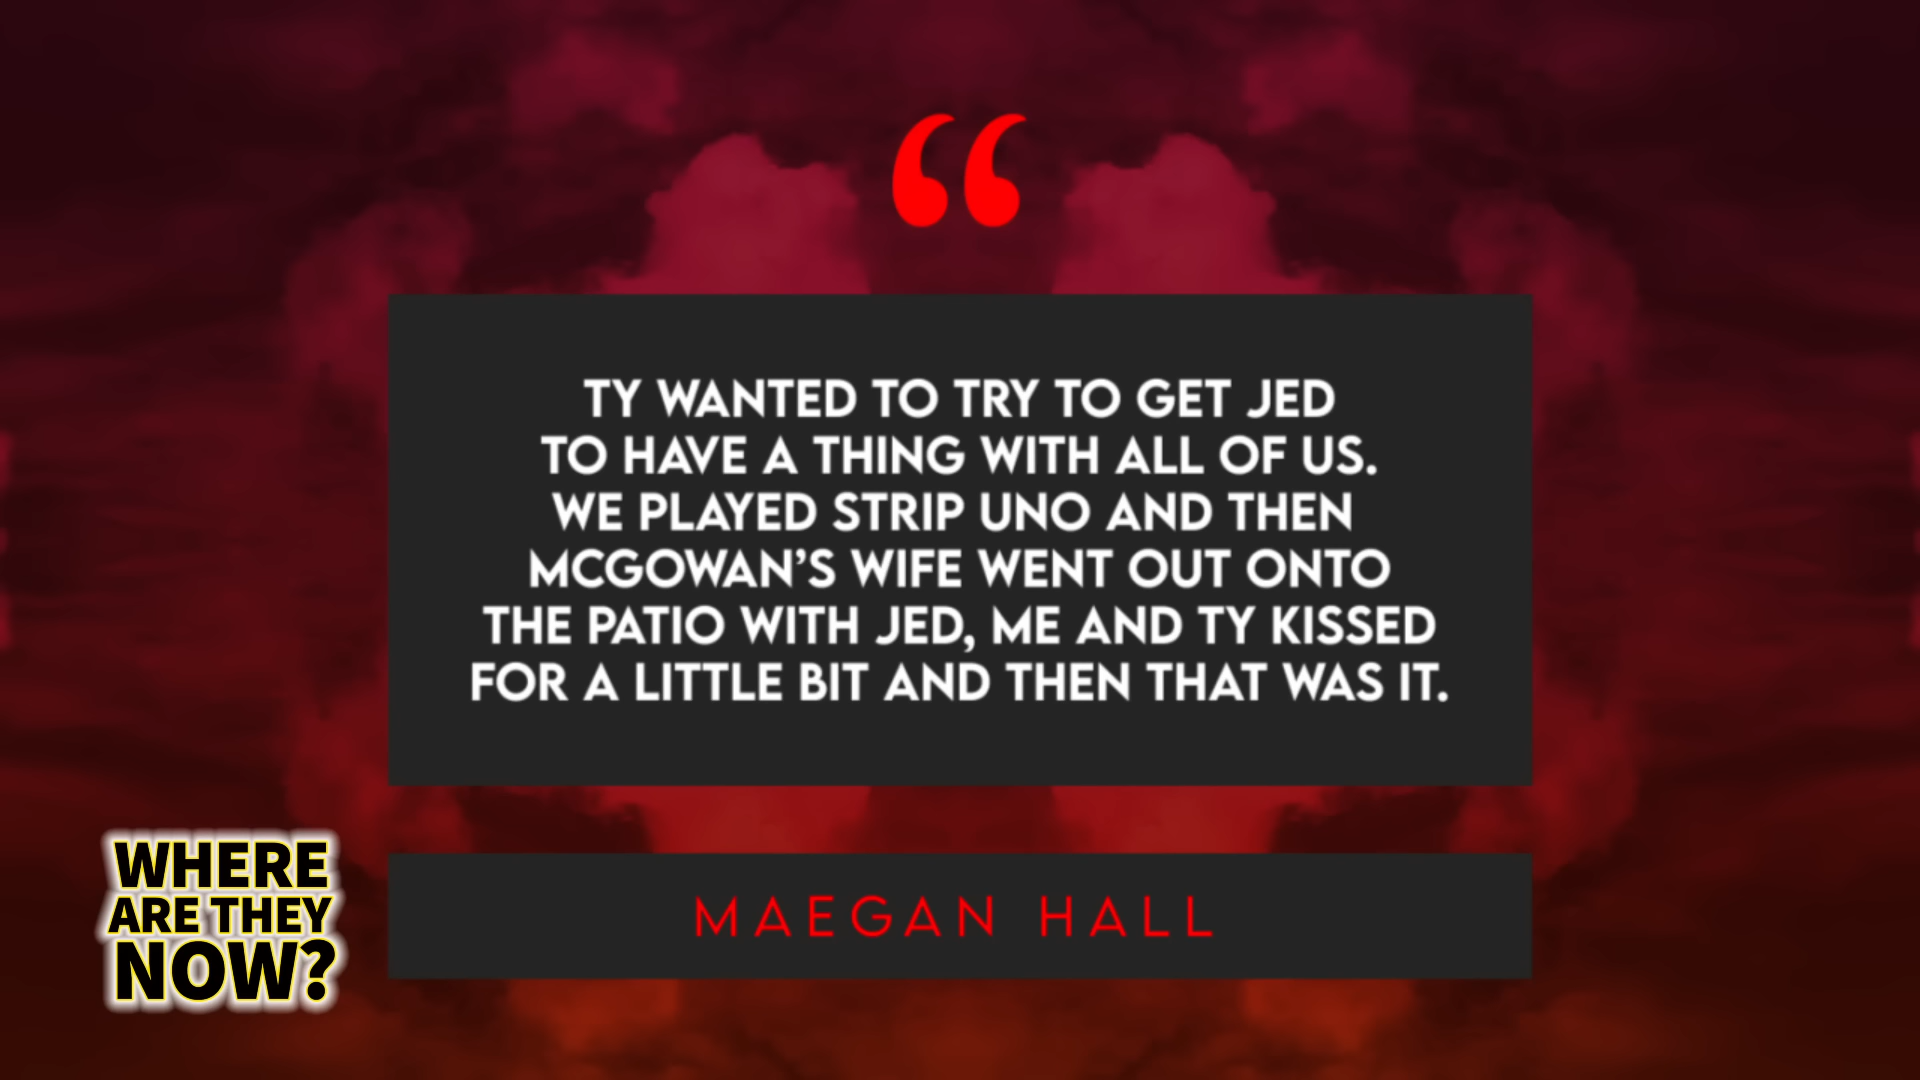 “
TY WANTED TO TRY TO GET JED
TO HAVE A THING WITH ALL OF US.
WE PLAYED STRIP UNO AND THEN
MCGOWAN’S WIFE WENT OUT ONTO
THE PATIO WITH JED, ME AND TY KISSED
FOR A LITTLE BIT AND THEN THAT WAS IT.
MAEGAN HALL
WHERE
ARE THEY
NOW?